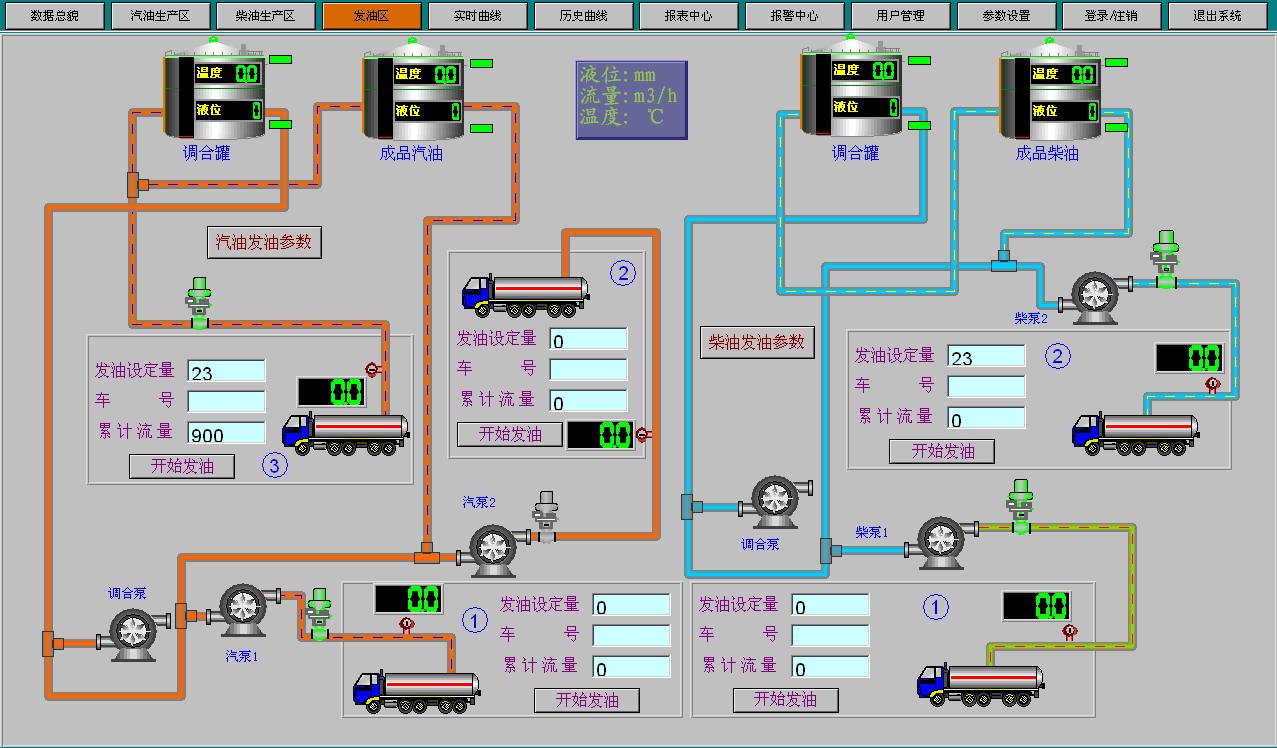 数据总貌
汽油生产区
柴油生产区
发油区
实时曲线
历史曲线
报表中心
报警中心
用户管理
参数设置
登录/注销
退出系统
温度 00
液位 0
调合罐
温度 00
液位 0
成品汽油
液位:mm
流量:m3/h
温度: ℃
温度 00
液位 0
调合罐
温度 00
液位 0
成品柴油
汽油发油参数
柴油发油参数
发油设定量 23
车 号
累计流量 900
开始发油
00
3
2
发油设定量 0
车 号
累计流量 0
开始发油
00
汽泵2
柴泵2
发油设定量 23
车 号
累计流量 0
开始发油
2
00
调合泵
柴泵1
调合泵
汽泵1
00
1
发油设定量 0
车 号
累计流量 0
开始发油
发油设定量 0
车 号
累计流量 0
开始发油
1
00